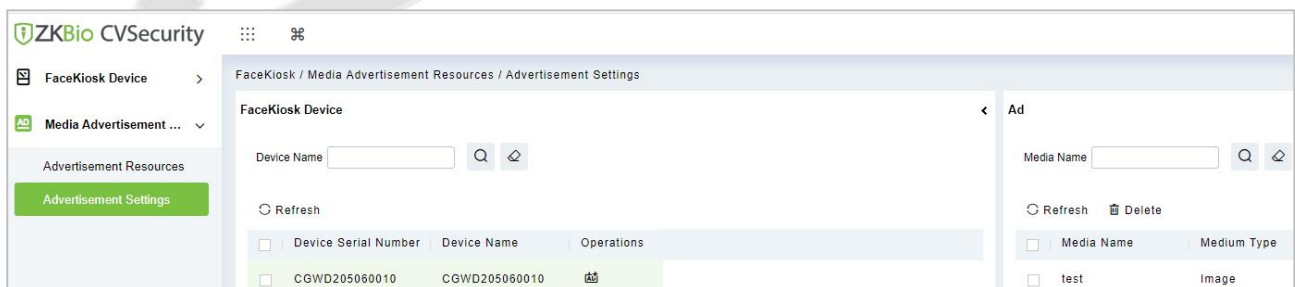 ZKBio CVSecurity
FaceKiosk Device
Media Advertisement ...
Advertisement Resources
Advertisement Settings
FaceKiosk / Media Advertisement Resources / Advertisement Settings
FaceKiosk Device
Device Name
Refresh
Device Serial Number Device Name Operations
CGWD205060010 CGWD205060010 AD
Ad
Media Name
Refresh Delete
Media Name Medium Type
test Image